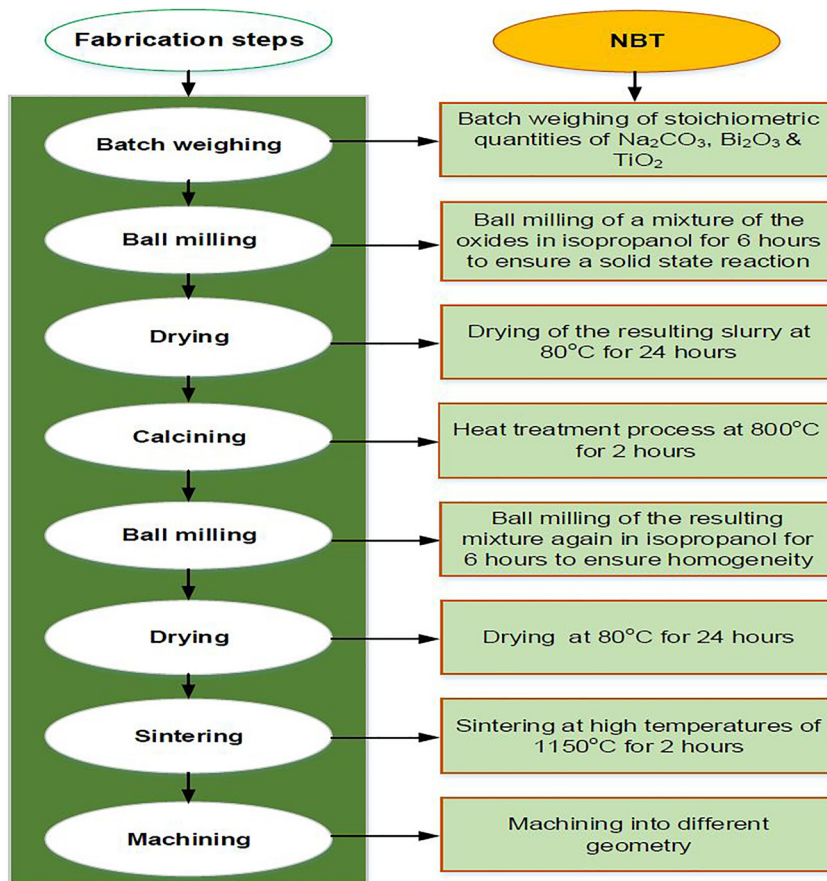 Fabrication steps
NBT
Batch weighing
Batch weighing of stoichiometric
quantities of Na₂CO₃, Bi₂O₃ &
TiO₂
Ball milling
Ball milling of a mixture of the
oxides in isopropanol for 6 hours
to ensure a solid state reaction
Drying
Drying of the resulting slurry at
80°C for 24 hours
Calcining
Heat treatment process at 800°C
for 2 hours
Ball milling
Ball milling of the resulting
mixture again in isopropanol for
6 hours to ensure homogeneity
Drying
Drying at 80°C for 24 hours
Sintering
Sintering at high temperatures of
1150°C for 2 hours
Machining
Machining into different
geometry